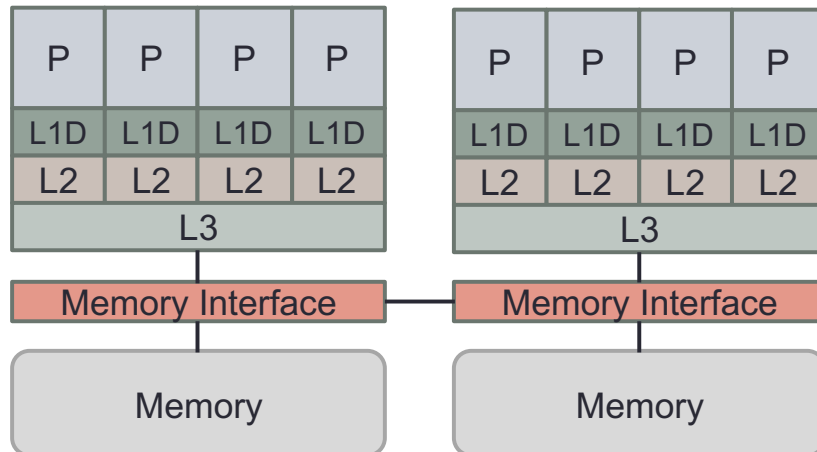 P P P P
L1D L1D L1D L1D
L2 L2 L2 L2
L3
Memory Interface
Memory
P P P P
L1D L1D L1D L1D
L2 L2 L2 L2
L3
Memory Interface
Memory